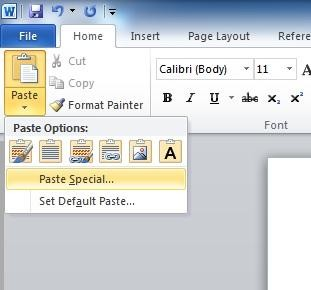 W
File Home Insert Page Layout Refere
Paste
Cut
Copy
Format Painter
Calibri (Body) 11 A
B I U abc X₂ X²
Font
Paste Options:
A
Paste Special...
Set Default Paste...